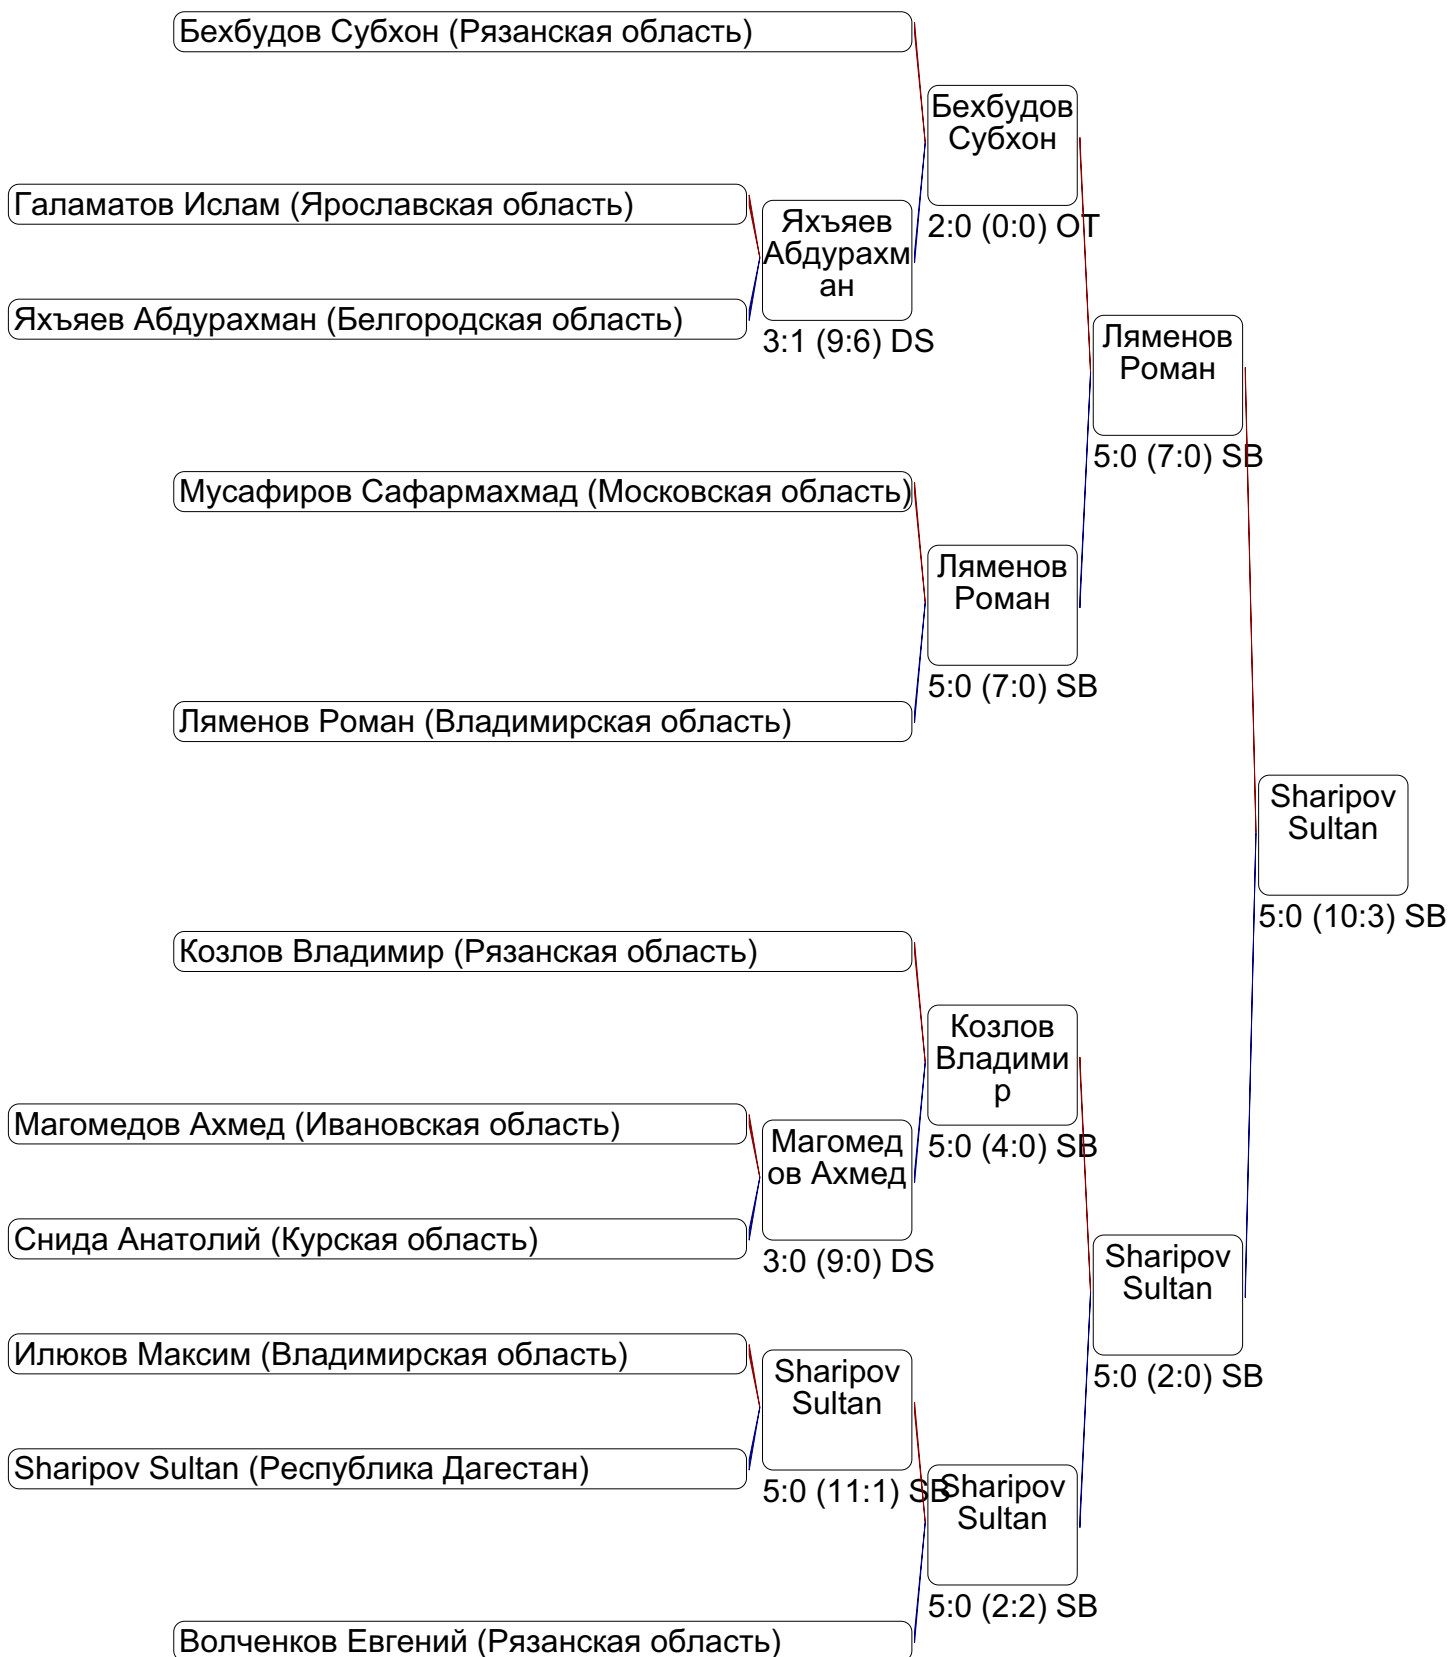 Бехбудов Субхон (Рязанская область)
Бехбудов
Субхон
2:0 (0:0) OT
Галаматов Ислам (Ярославская область)
Яхъяев
Абдурахм
ан
3:1 (9:6) DS
Яхъяев Абдурахман (Белгородская область)
Ляменов
Роман
5:0 (7:0) SB
Мусафиров Сафармахмад (Московская область)
Ляменов
Роман
5:0 (7:0) SB
Ляменов Роман (Владимирская область)
Sharipov
Sultan
5:0 (10:3) SB
Козлов Владимир (Рязанская область)
Козлов
Владими
р
5:0 (4:0) SB
Магомедов Ахмед (Ивановская область)
Магомед
ов Ахмед
3:0 (9:0) DS
Снида Анатолий (Курская область)
Sharipov
Sultan
5:0 (2:0) SB
Илюков Максим (Владимирская область)
Sharipov
Sultan
5:0 (11:1) SB
Sharipov Sultan (Республика Дагестан)
Sharipov
Sultan
5:0 (2:2) SB
Волченков Евгений (Рязанская область)